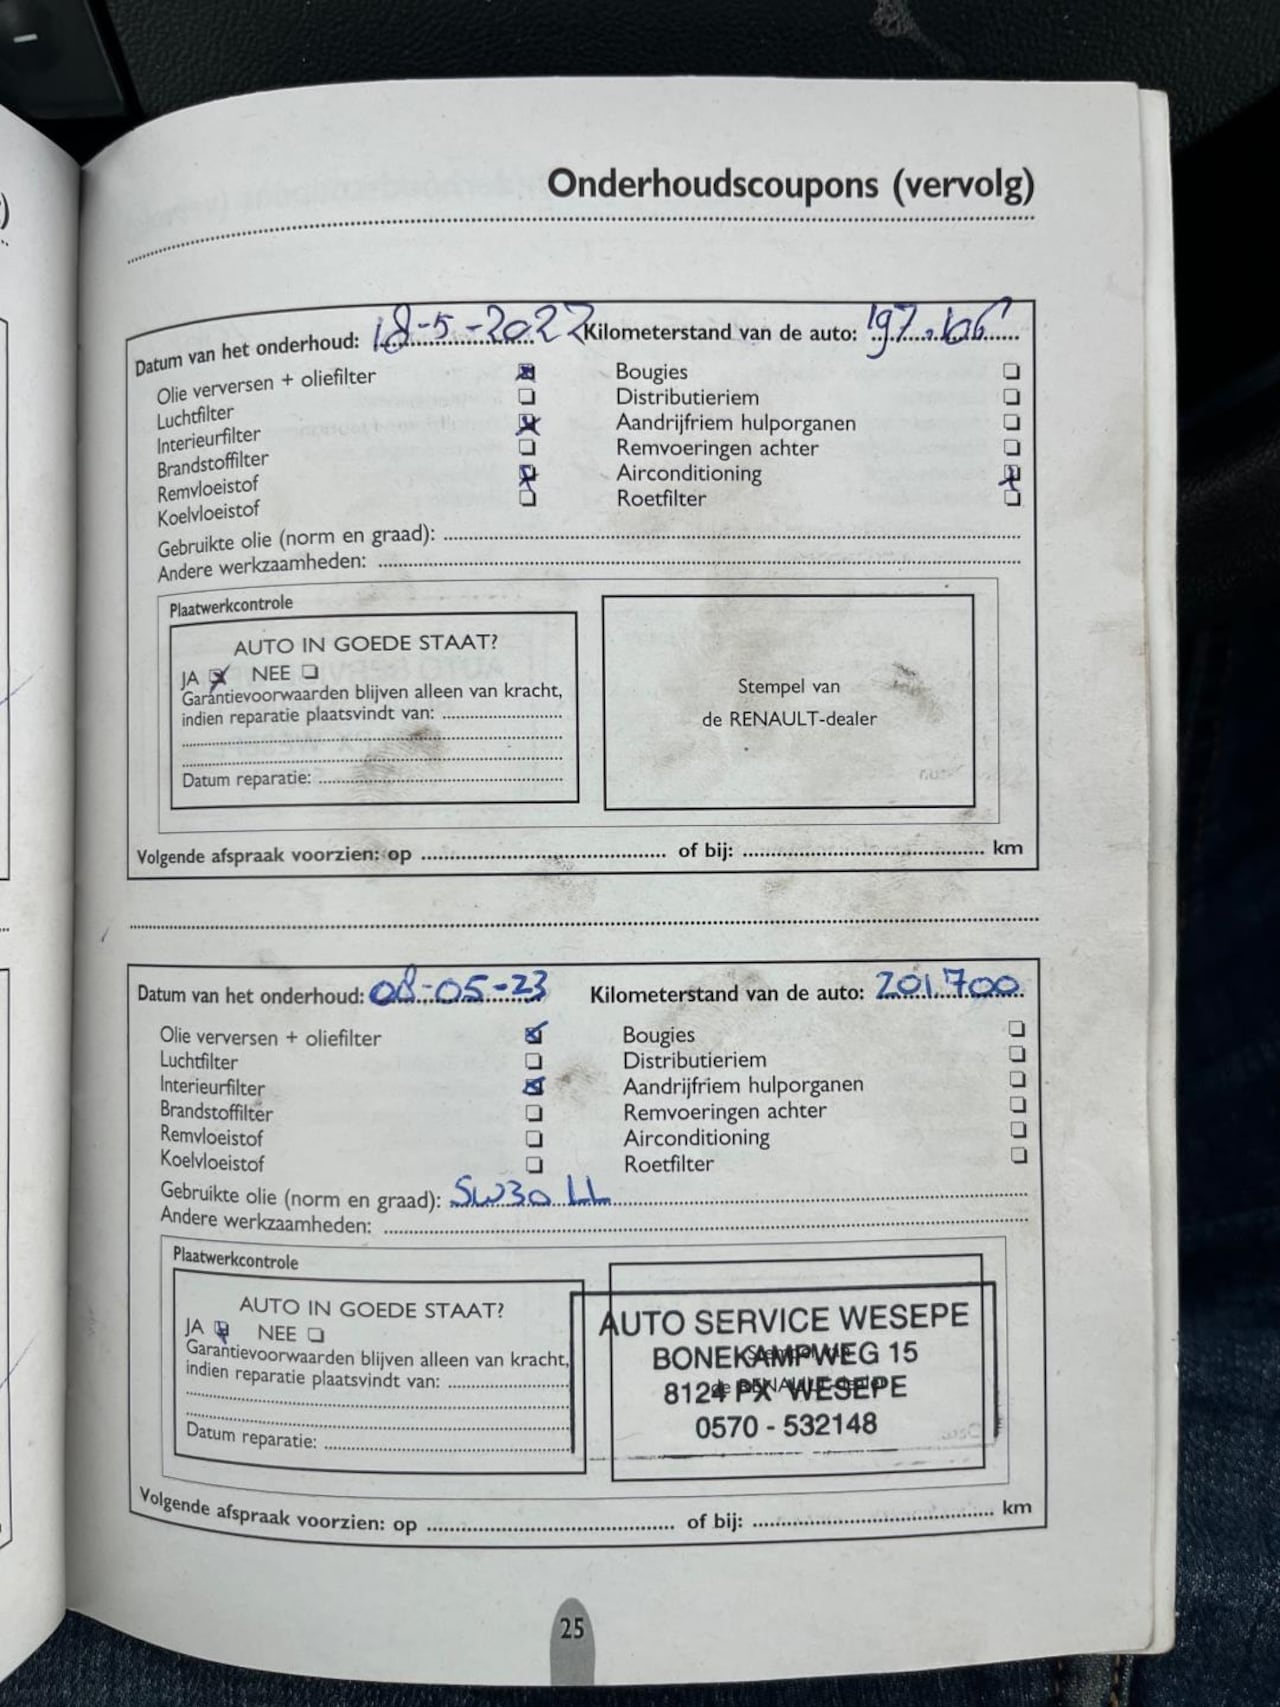 Onderhoudscoupons (vervolg)
Datum van het onderhoud: 18-5-2022 Kilometerstand van de auto: 197.106
Olie verversen + oliefilter Bougies
Luchtfilter Distributieriem
Interieurfilter Aandrijfriem hulporganen
Brandstoffilter Remvoeringen achter
Remvloeistof Airconditioning
Koelvloeistof Roetfilter
Gebruikte olie (norm en graad):
Andere werkzaamheden:
Plaatwerkcontrole
AUTO IN GOEDE STAAT?
JA NEE
Garantievoorwaarden blijven alleen van kracht,
indien reparatie plaatsvindt van:
Datum reparatie:
Stempel van
de RENAULT-dealer
Volgende afspraak voorzien: op of bij: km
Datum van het onderhoud: 08-05-23 Kilometerstand van de auto: 201700
Olie verversen + oliefilter Bougies
Luchtfilter Distributieriem
Interieurfilter Aandrijfriem hulporganen
Brandstoffilter Remvoeringen achter
Remvloeistof Airconditioning
Koelvloeistof Roetfilter
Gebruikte olie (norm en graad): 5W30 LL
Andere werkzaamheden:
Plaatwerkcontrole
AUTO IN GOEDE STAAT?
JA NEE
Garantievoorwaarden blijven alleen van kracht,
indien reparatie plaatsvindt van:
Datum reparatie:
AUTO SERVICE WESEPE
BONEKAMPWEG 15
Stempel van
8124 PX WESEPE
de RENAULT-dealer
0570 - 532148
Volgende afspraak voorzien: op of bij: km
25